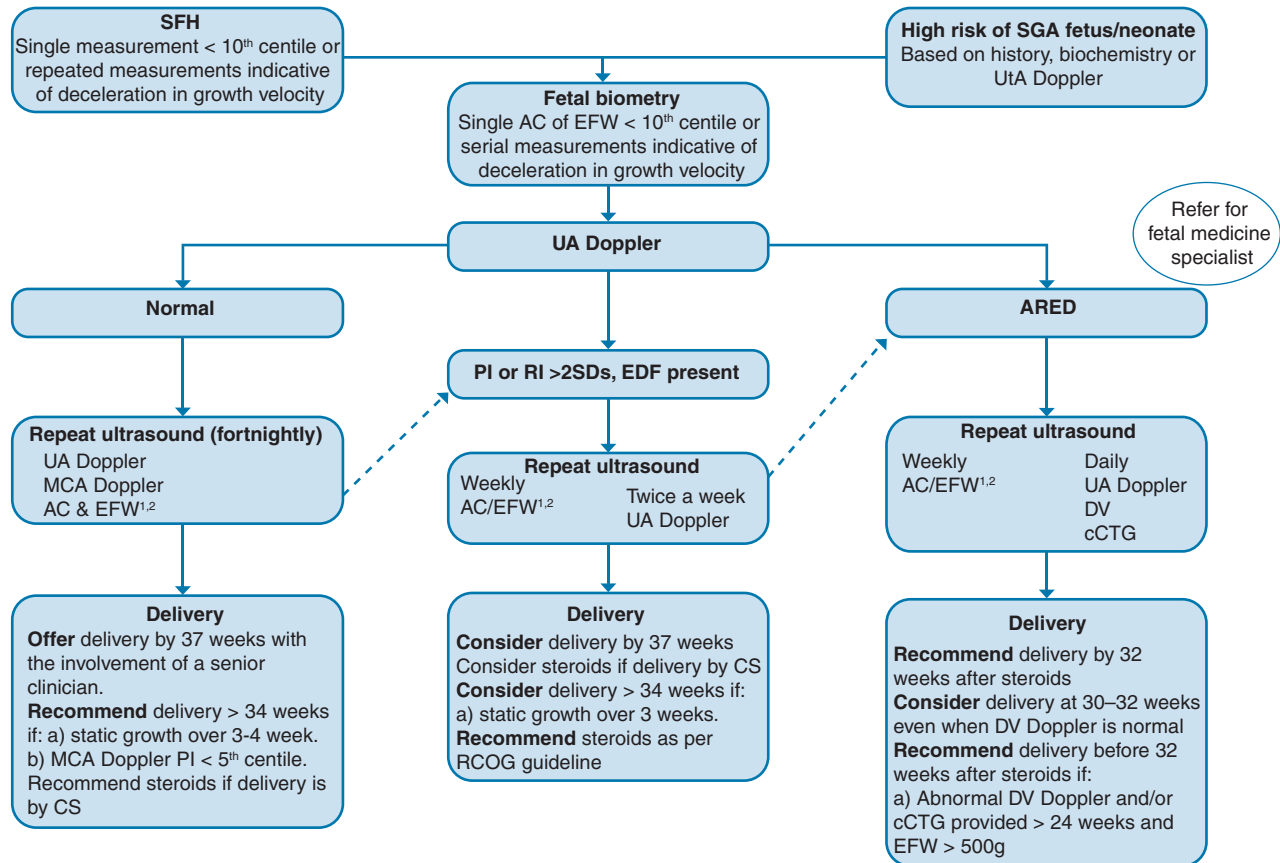 SFH
Single measurement < 10th centile or
repeated measurements indicative
of deceleration in growth velocity
High risk of SGA fetus/neonate
Based on history, biochemistry or
UtA Doppler
Fetal biometry
Single AC of EFW < 10th centile or
serial measurements indicative of
deceleration in growth velocity
Refer for
fetal medicine
specialist
UA Doppler
Normal
ARED
PI or RI >2SDs, EDF present
Repeat ultrasound (fortnightly)
UA Doppler
MCA Doppler
AC & EFW1,2
Repeat ultrasound
Weekly
AC/EFW1,2
Twice a week
UA Doppler
Repeat ultrasound
Weekly
AC/EFW1,2
Daily
UA Doppler
DV
cCTG
Delivery
Offer delivery by 37 weeks with
the involvement of a senior
clinician.
Recommend delivery > 34 weeks
if: a) static growth over 3-4 week.
b) MCA Doppler PI < 5th centile.
Recommend steroids if delivery is
by CS
Delivery
Consider delivery by 37 weeks
Consider steroids if delivery by CS
Consider delivery > 34 weeks if:
a) static growth over 3 weeks.
Recommend steroids as per
RCOG guideline
Delivery
Recommend delivery by 32
weeks after steroids
Consider delivery at 30–32 weeks
even when DV Doppler is normal
Recommend delivery before 32
weeks after steroids if:
a) Abnormal DV Doppler and/or
cCTG provided > 24 weeks and
EFW > 500g